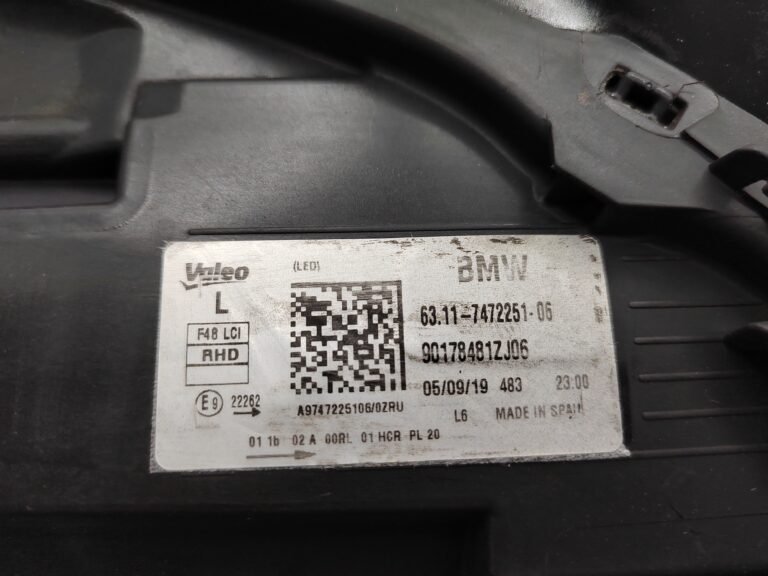 Valeo
(LED)
BMW
L
63.11-7472251-06
F48 LCI
RHD
90178481ZJ06
05/09/19 483 23:00
E9 22262
A9747225106/0ZRU
L6 MADE IN SPAIN
01 1b 02 A 00RL 01 HCR PL 20